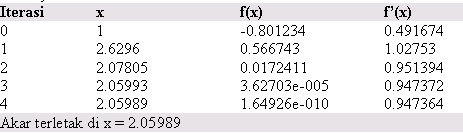 Iterasi x f(x) f’(x)
0 1 -0.801234 0.491674
1 2.6296 0.566743 1.02753
2 2.07805 0.0172411 0.951394
3 2.05993 3.62703e-005 0.947372
4 2.05989 1.64926e-010 0.947364
Akar terletak di x = 2.05989